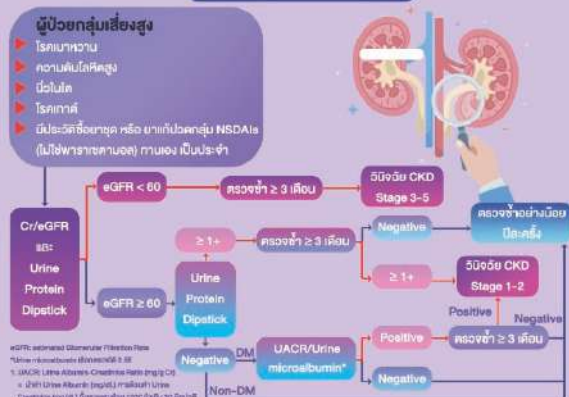 ผู้ป่วยกลุ่มเสี่ยงสูง
โรคเบาหวาน
ความดันโลหิตสูง
นิ่วในไต
โรคเกาต์
มีประวัติซื้อยาชุด หรือ ยาแก้ปวดกลุ่ม NSDAIs
(ไม่ใช่พาราเซตามอล) ทานเอง เป็นประจำ
Cr/eGFR
และ
Urine
Protein
Dipstick
eGFR < 60
ตรวจซ้ำ ≥ 3 เดือน
วินิจฉัย CKD
Stage 3-5
eGFR ≥ 60
Urine
Protein
Dipstick
≥ 1+
ตรวจซ้ำ ≥ 3 เดือน
Negative
ตรวจซ้ำอย่างน้อย
ปีละครั้ง
≥ 1+
วินิจฉัย CKD
Stage 1-2
Positive
Negative
Negative
DM
UACR/Urine
microalbumin*
Positive
ตรวจซ้ำ ≥ 3 เดือน
Negative
Non-DM
eGFR: estimated Glomerular Filtration Rate
*Urine microalbumin
1. UACR: Urine Albumin-Creatinine Ratio (mg/g Cr)